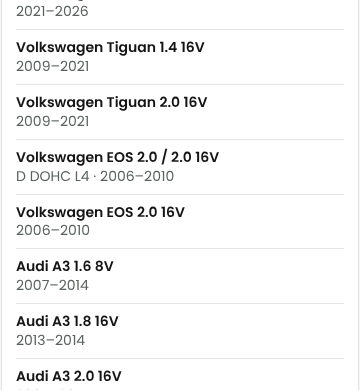 2021–2026
Volkswagen Tiguan 1.4 16V
2009–2021
Volkswagen Tiguan 2.0 16V
2009–2021
Volkswagen EOS 2.0 / 2.0 16V
D DOHC L4 · 2006–2010
Volkswagen EOS 2.0 16V
2006–2010
Audi A3 1.6 8V
2007–2014
Audi A3 1.8 16V
2013–2014
Audi A3 2.0 16V